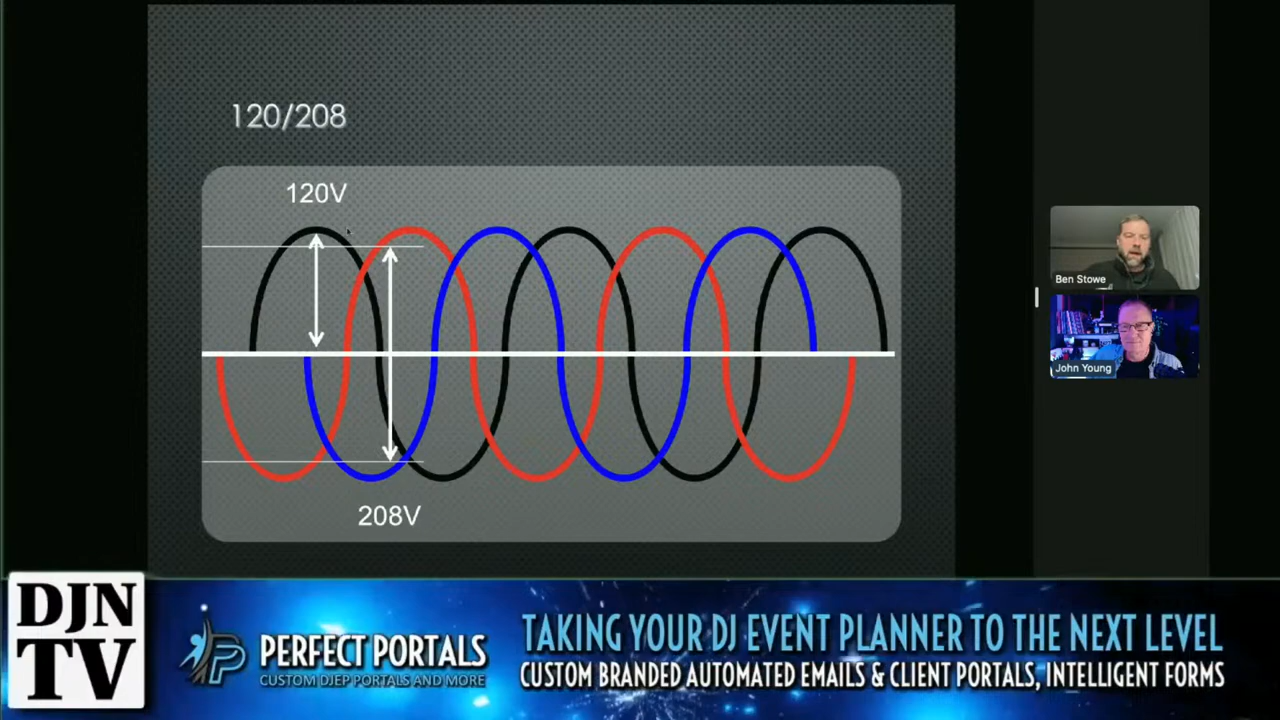 120/208
120V
208V
Ben Stowe
John Young
DJN
TV
PERFECT PORTALS
CUSTOM DJEP PORTALS AND MORE
TAKING YOUR DJ EVENT PLANNER TO THE NEXT LEVEL
CUSTOM BRANDED AUTOMATED EMAILS & CLIENT PORTALS, INTELLIGENT FORMS